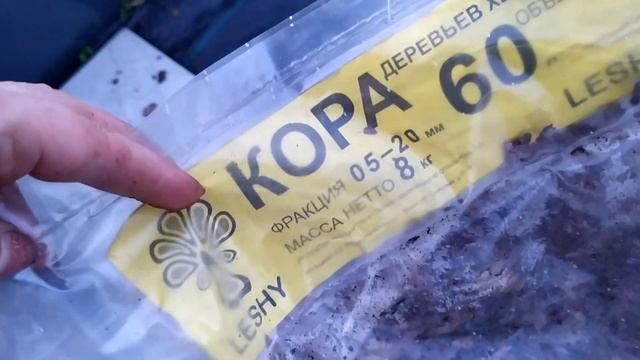 КОРА
ДЕРЕВЬЕВ
60
ФРАКЦИЯ 05-20 мм
МАССА НЕТТО 8 кг
LESHY
LESHY